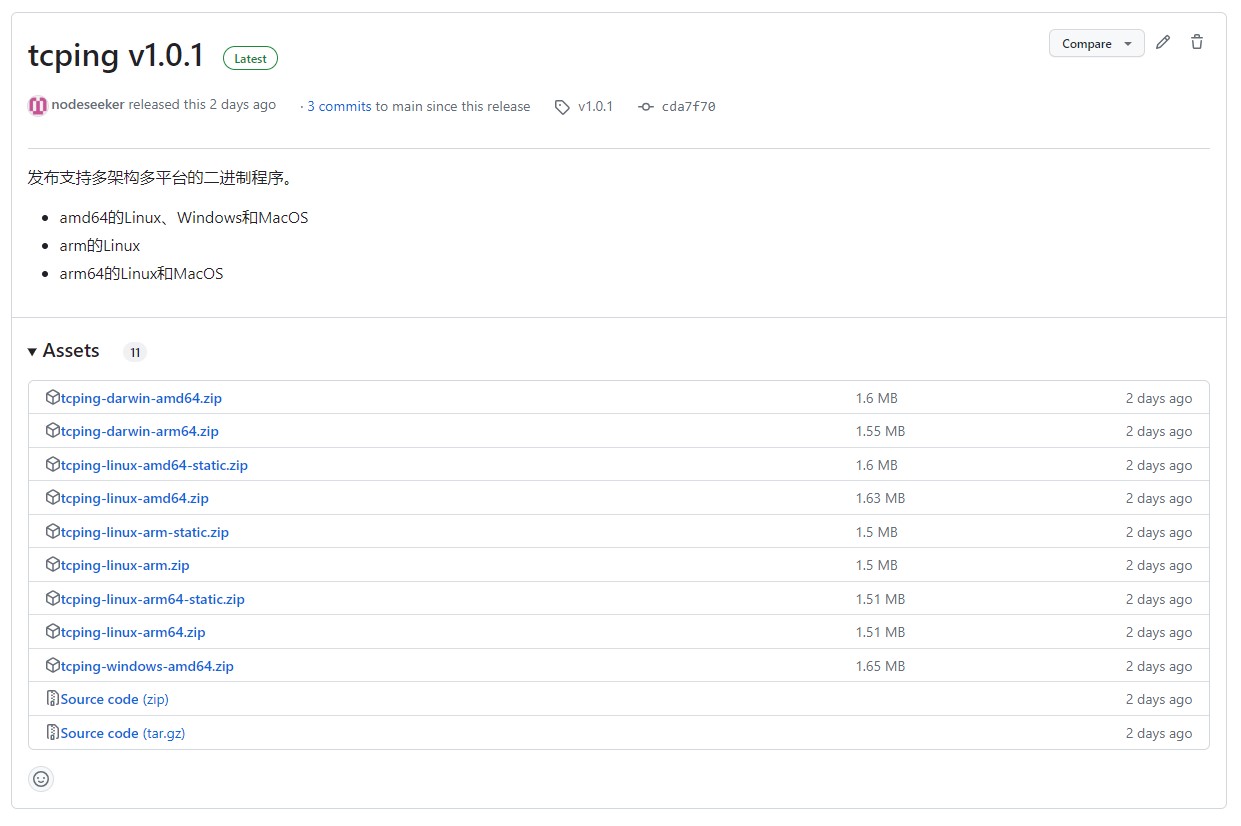 tcping v1.0.1 Latest Compare
nodeseeker released this 2 days ago · 3 commits to main since this release v1.0.1 cda7f70
发布支持多架构多平台的二进制程序。
• amd64的Linux、Windows和MacOS
• arm的Linux
• arm64的Linux和MacOS
Assets 11
tcping-darwin-amd64.zip 1.6 MB 2 days ago
tcping-darwin-arm64.zip 1.55 MB 2 days ago
tcping-linux-amd64-static.zip 1.6 MB 2 days ago
tcping-linux-amd64.zip 1.63 MB 2 days ago
tcping-linux-arm-static.zip 1.5 MB 2 days ago
tcping-linux-arm.zip 1.5 MB 2 days ago
tcping-linux-arm64-static.zip 1.51 MB 2 days ago
tcping-linux-arm64.zip 1.51 MB 2 days ago
tcping-windows-amd64.zip 1.65 MB 2 days ago
Source code (zip) 2 days ago
Source code (tar.gz) 2 days ago